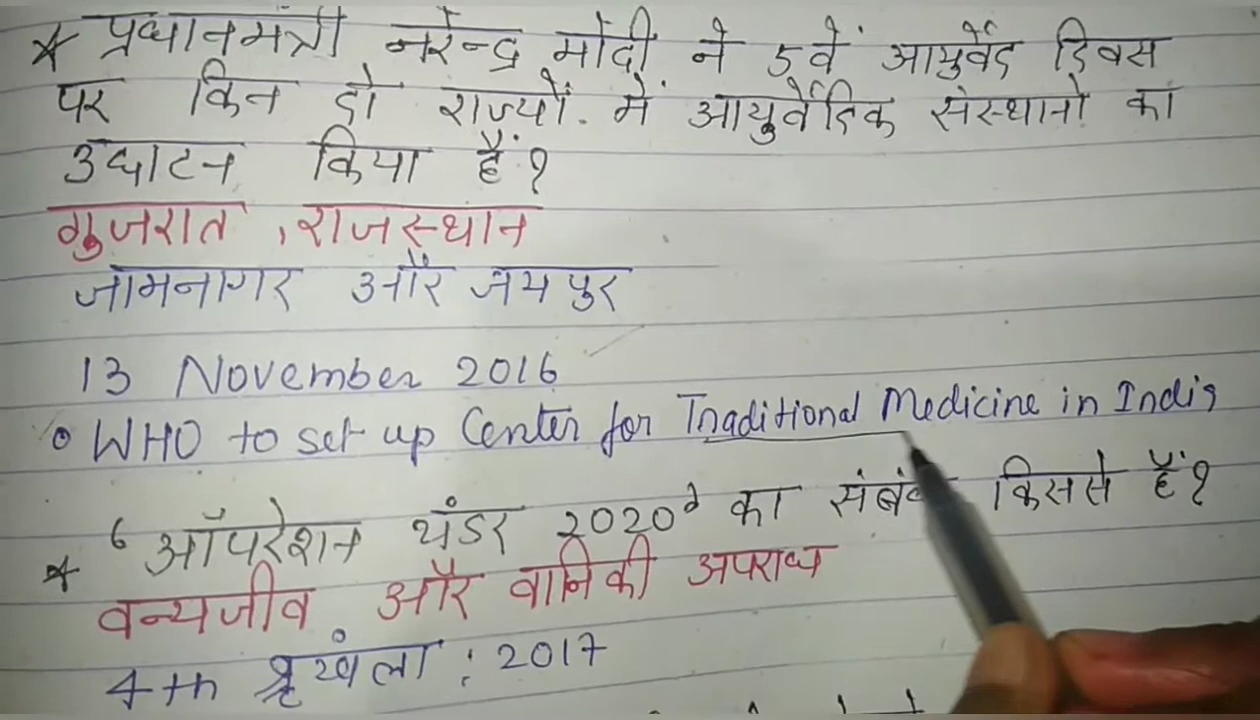 * प्रधानमंत्री नरेन्द्र मोदी ने 5वें आयुर्वेद दिवस
पर किन दो राज्यों में आयुर्वेदिक संस्थानो का
उद्घाटन किया हैं?
गुजरात, राजस्थान
जामनागर और जयपुर
13 November 2016
• WHO to set up Center for Traditional Medicine in India
* 'ऑपरेशन थंडर 2020' का किससे हैं?
वन्यजीव और वानिकी अपराध
4th श्रृंखला : 2017